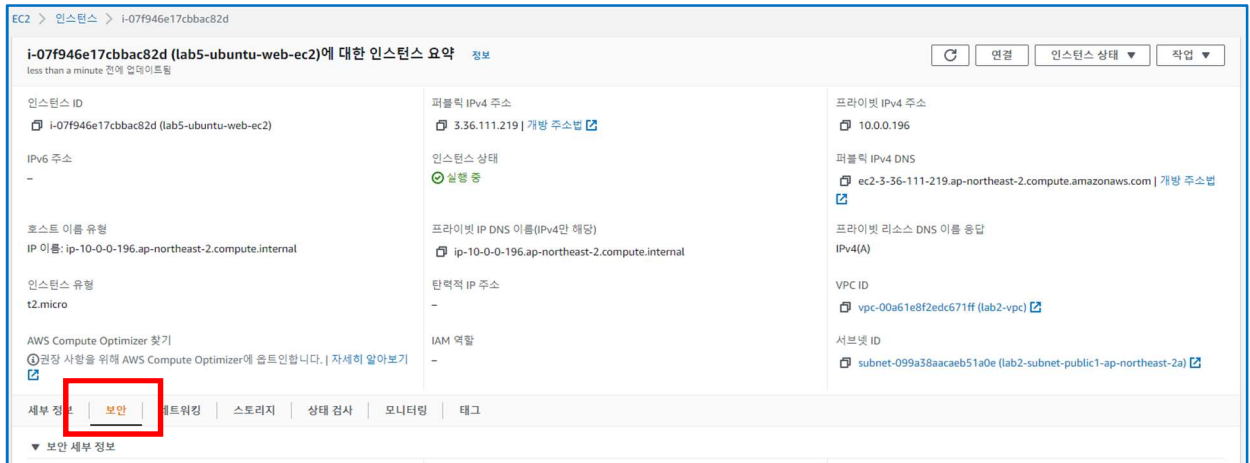 EC2 > 인스턴스 > i-07f946e17cbbac82d
i-07f946e17cbbac82d (lab5-ubuntu-web-ec2)에 대한 인스턴스 요약 정보
연결 인스턴스 상태 ▼ 작업 ▼
less than a minute 전에 업데이트됨
인스턴스 ID
i-07f946e17cbbac82d (lab5-ubuntu-web-ec2)
퍼블릭 IPv4 주소
3.36.111.219 | 개방 주소법
프라이빗 IPv4 주소
10.0.0.196
IPv6 주소
–
인스턴스 상태
실행 중
퍼블릭 IPv4 DNS
ec2-3-36-111-219.ap-northeast-2.compute.amazonaws.com | 개방 주소법
호스트 이름 유형
IP 이름: ip-10-0-0-196.ap-northeast-2.compute.internal
프라이빗 IP DNS 이름(IPv4만 해당)
ip-10-0-0-196.ap-northeast-2.compute.internal
프라이빗 리소스 DNS 이름 응답
IPv4(A)
인스턴스 유형
t2.micro
탄력적 IP 주소
–
VPC ID
vpc-00a61e8f2edc671ff (lab2-vpc)
AWS Compute Optimizer 찾기
권장 사항을 위해 AWS Compute Optimizer에 옵트인합니다. | 자세히 알아보기
IAM 역할
–
서브넷 ID
subnet-099a38aacaeb51a0e (lab2-subnet-public1-ap-northeast-2a)
세부 정보 보안 네트워킹 스토리지 상태 검사 모니터링 태그
▼ 보안 세부 정보